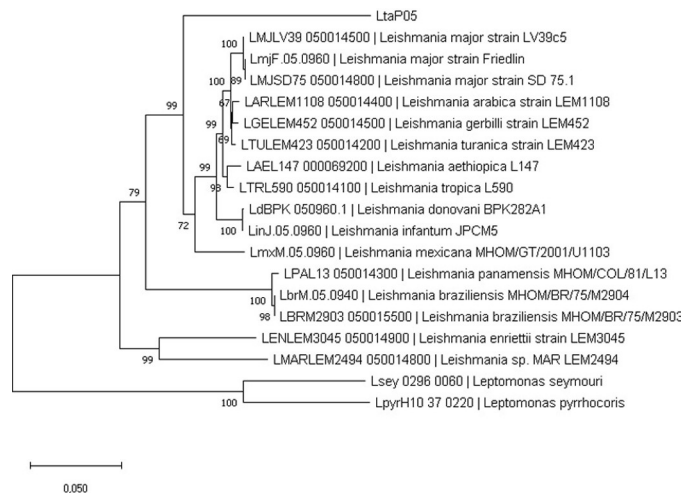 LtaP05
LMJLV39 050014500 | Leishmania major strain LV39c5
100
LmjF.05.0960 | Leishmania major strain Friedlin
LMJSD75 050014800 | Leishmania major strain SD 75.1
100
89
LARLEM1108 050014400 | Leishmania arabica strain LEM1108
99
67
LGELEM452 050014500 | Leishmania gerbilli strain LEM452
99
LTULEM423 050014200 | Leishmania turanica strain LEM423
69
LAEL147 000069200 | Leishmania aethiopica L147
99
LTRL590 050014100 | Leishmania tropica L590
93
79
LdBPK 050960.1 | Leishmania donovani BPK282A1
LinJ.05.0960 | Leishmania infantum JPCM5
72
100
LmxM.05.0960 | Leishmania mexicana MHOM/GT/2001/U1103
LPAL13 050014300 | Leishmania panamensis MHOM/COL/81/L13
LbrM.05.0940 | Leishmania braziliensis MHOM/BR/75/M2904
100
LBRM2903 050015500 | Leishmania braziliensis MHOM/BR/75/M2903
98
LENLEM3045 050014900 | Leishmania enriettii strain LEM3045
LMARLEM2494 050014800 | Leishmania sp. MAR LEM2494
99
Lsey 0296 0060 | Leptomonas seymouri
LpyrH10 37 0220 | Leptomonas pyrrhocoris
100
0,050